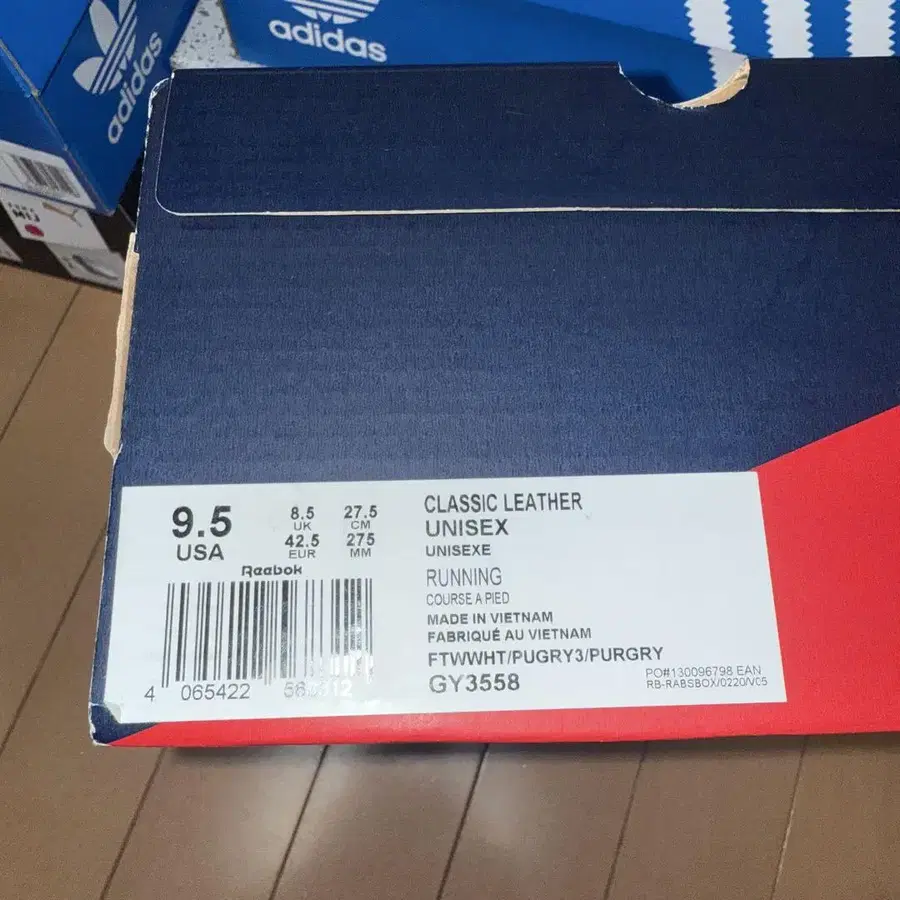 adidas
adidas
9.5
USA
8.5
UK
42.5
EUR
27.5
CM
275
MM
Reebok
4 065422
CLASSIC LEATHER
UNISEX
UNISEXE
RUNNING
COURSE A PIED
MADE IN VIETNAM
FABRIQUÉ AU VIETNAM
FTWWHT/PUGRY3/PURGRY
GY3558
PO#130096798 EAN
RB-RABSBOX/0220/V05